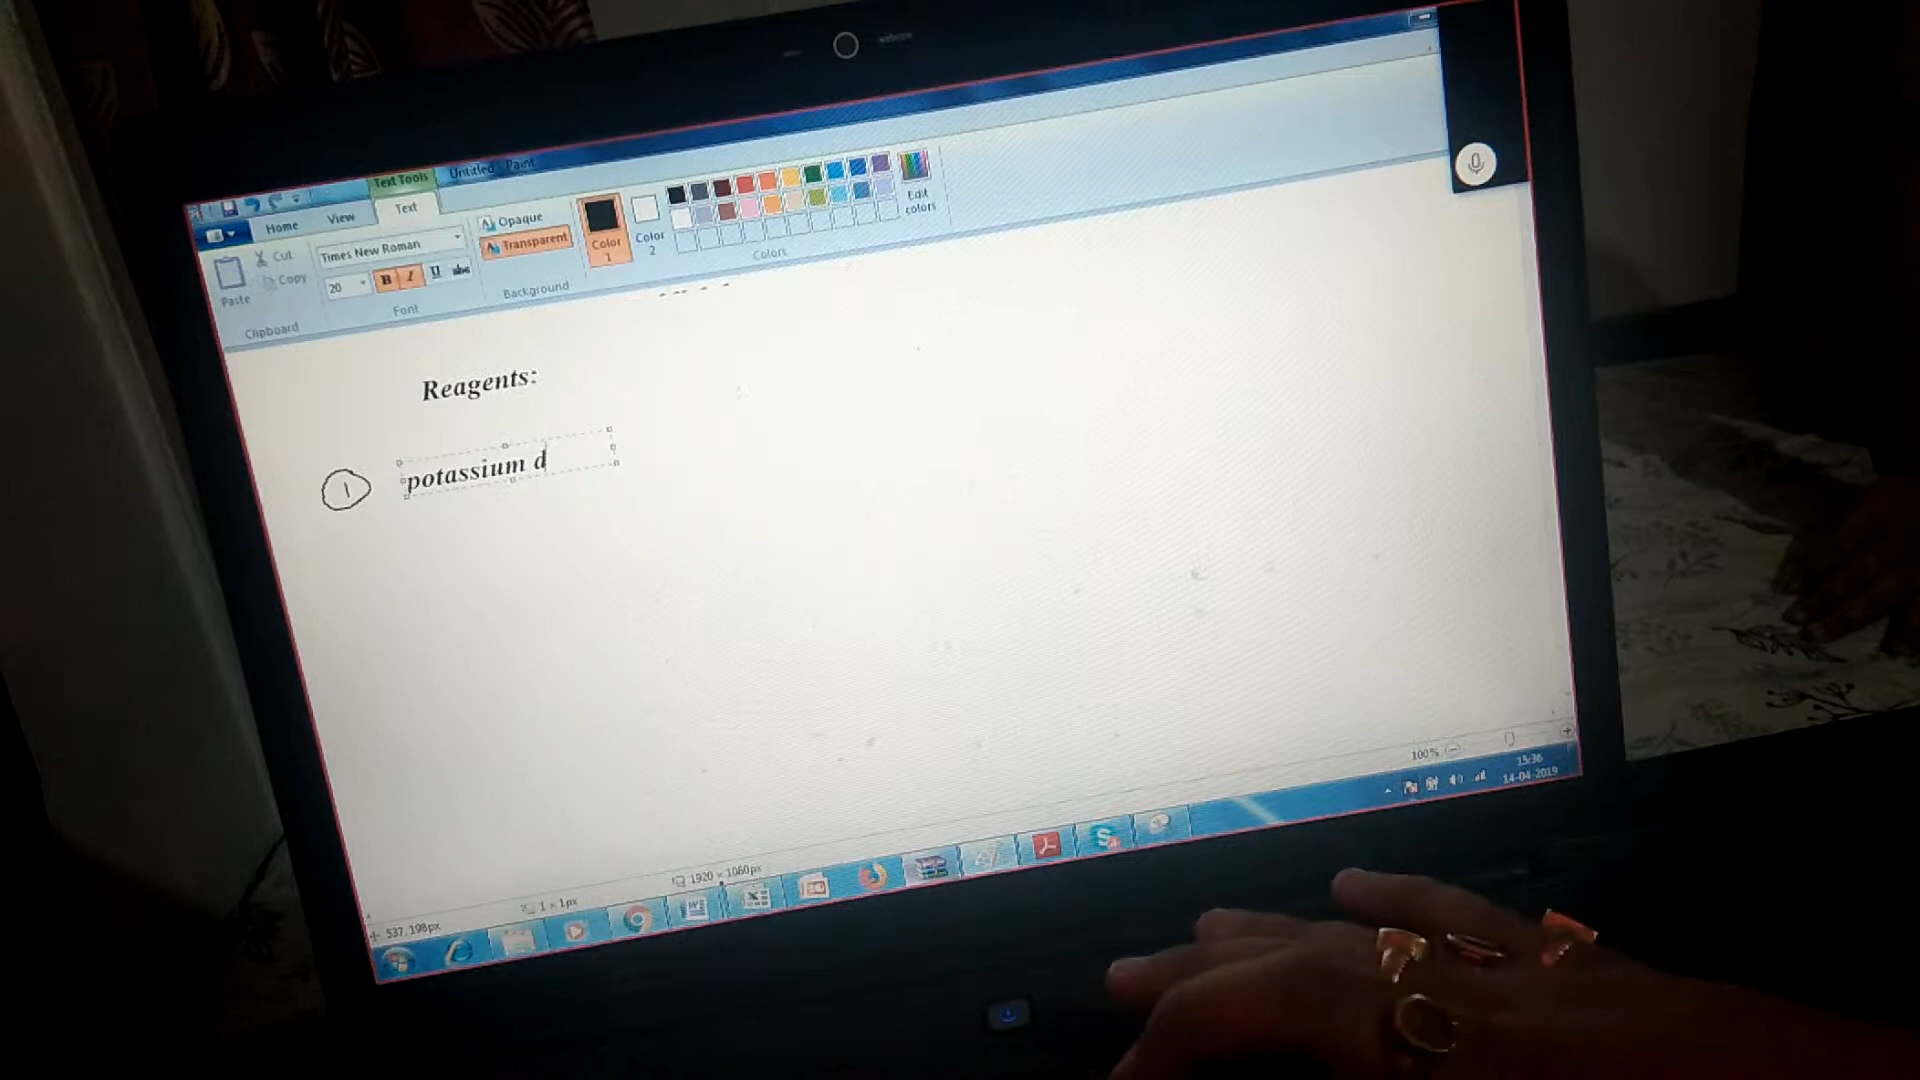 webcam
Untitled - Paint
Text Tools
Home
View
Text
Paste
Cut
Copy
Clipboard
Times New Roman
20
B
I
U
abc
Font
Opaque
Transparent
Background
Color
1
Color
2
Colors
Edit
colors
Reagents:
1
potassium d
100%
537, 198px
1 × 1px
1920 × 1080px
15:36
14-04-2019